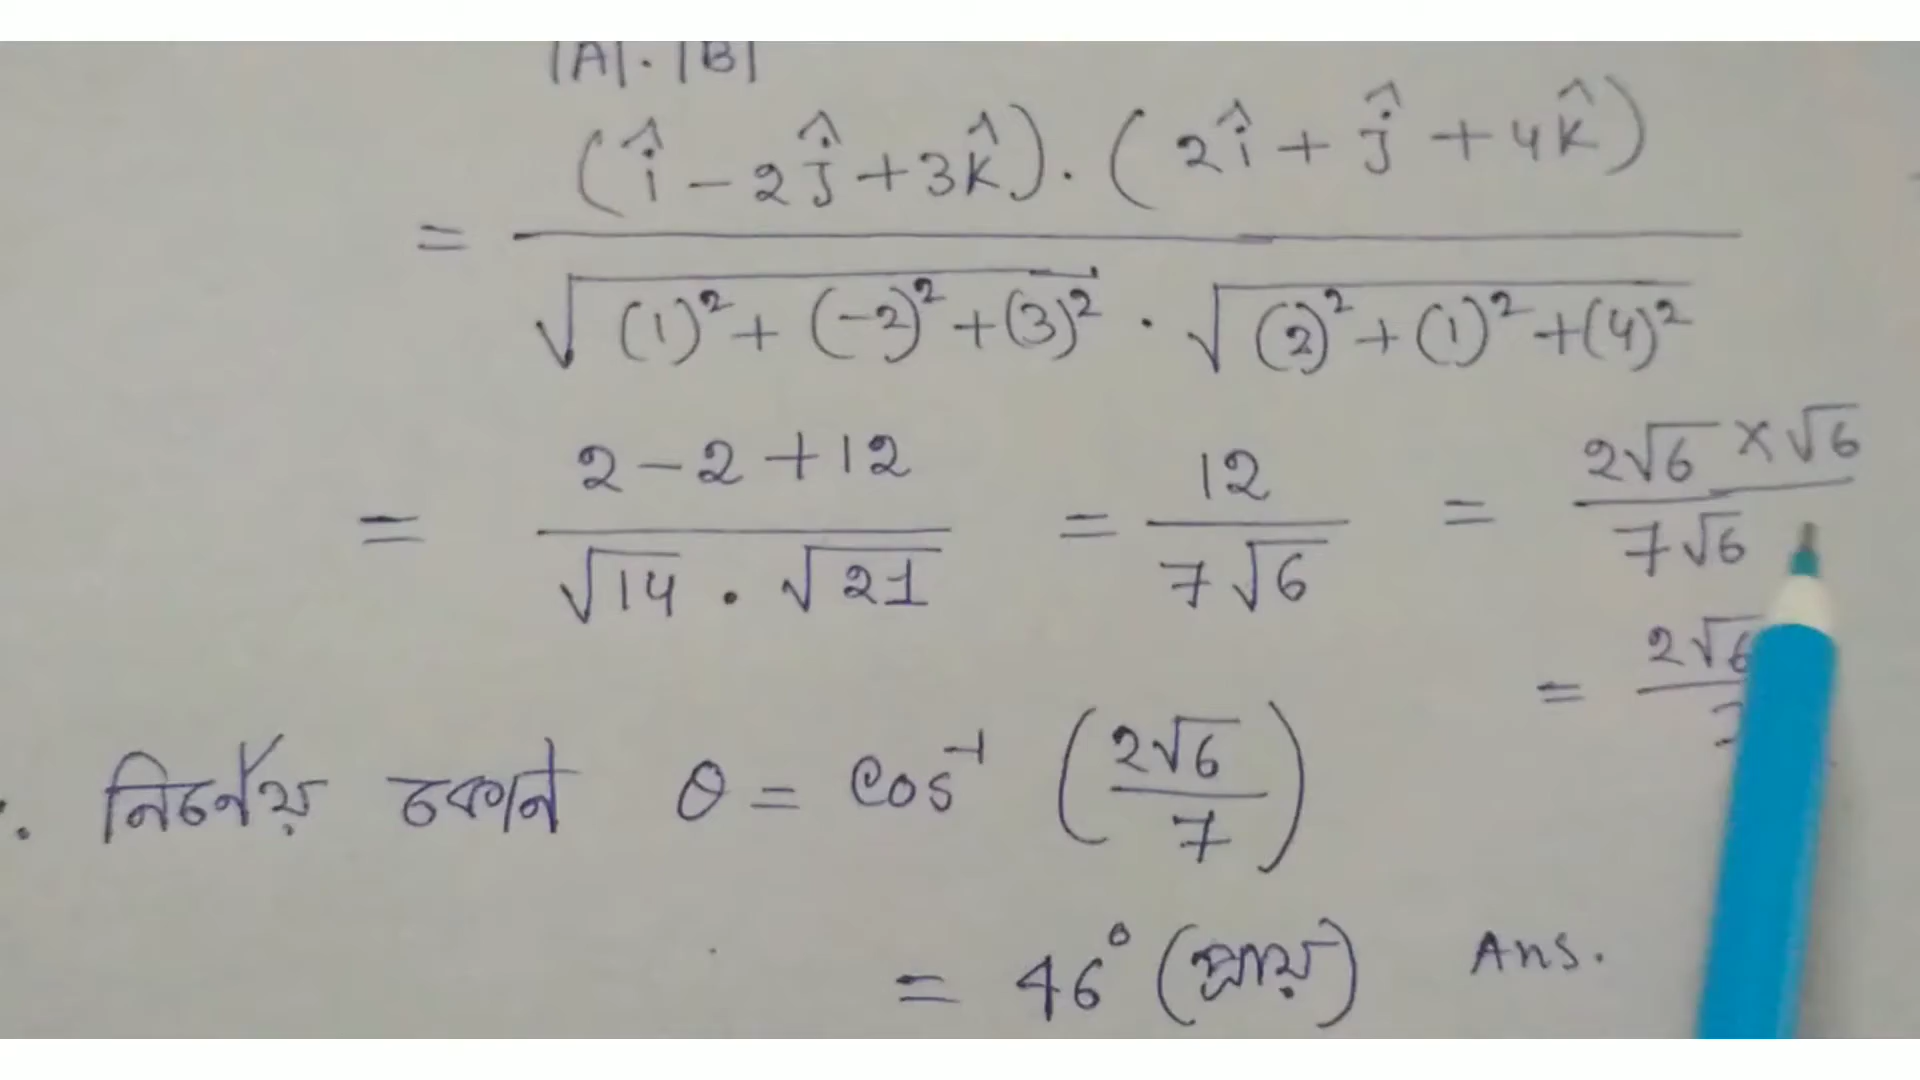 |A|.|B|
(î - 2ĵ + 3k̂).(2î + ĵ + 4k̂)
=
√(1)² + (-2)² + (3)² . √(2)² + (1)² + (4)²
2 - 2 + 12
12
2√6 × √6
= = =
√14 . √21
7√6
7√6
= 2√6
নির্ণেয় কোণ θ = cos⁻¹ (2√6/7)
= 46° (প্রায়) Ans.